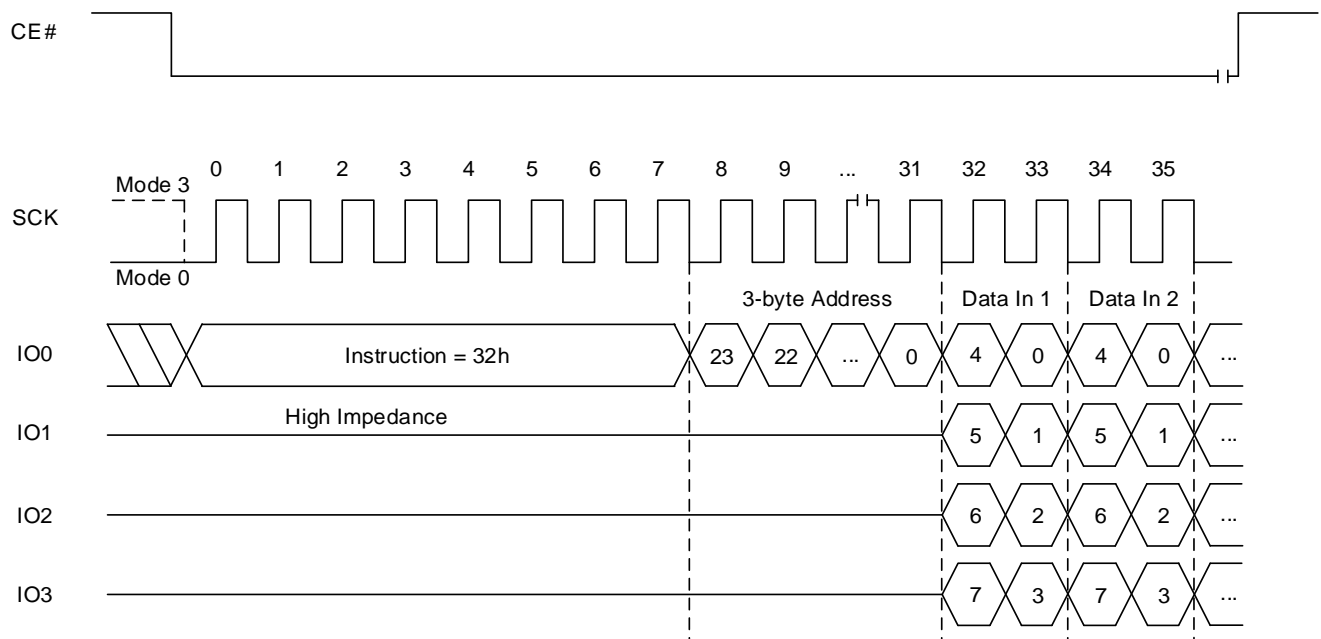 CE#
0 1 2 3 4 5 6 7 8 9 ... 31 32 33 34 35
Mode 3
SCK
Mode 0
3-byte Address Data In 1 Data In 2
IO0 Instruction = 32h 23 22 ... 0 4 0 4 0 ...
High Impedance
IO1 5 1 5 1 ...
IO2 6 2 6 2 ...
IO3 7 3 7 3 ...